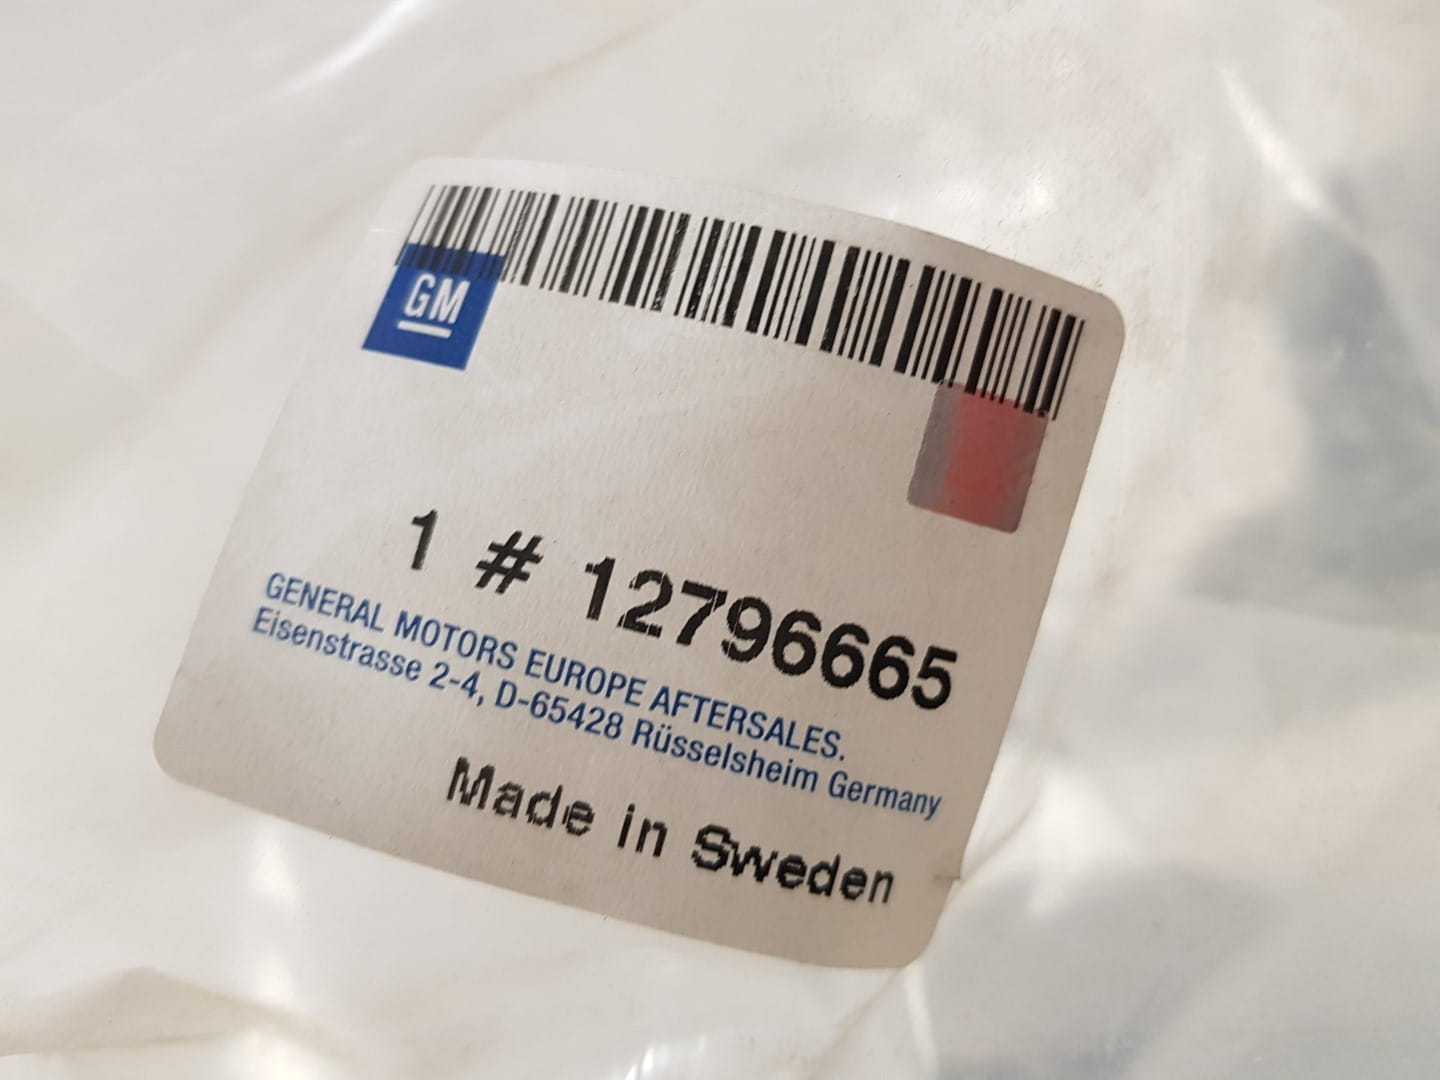 GM
1 # 12796665
GENERAL MOTORS EUROPE AFTERSALES.
Eisenstrasse 2-4, D-65428 Rüsselsheim Germany
Made in Sweden